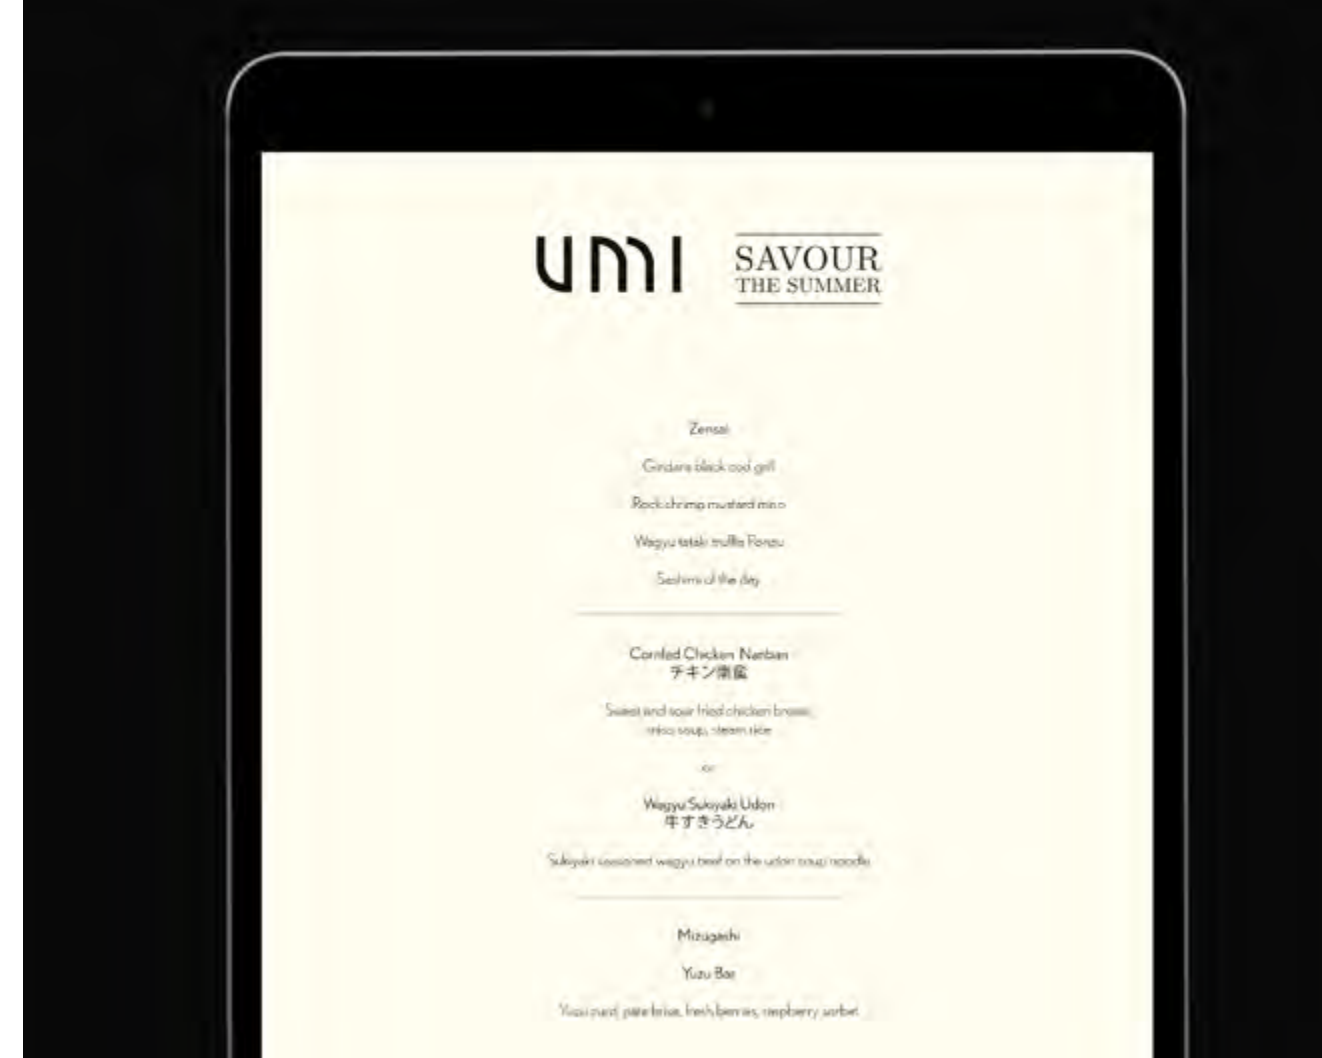 umi
SAVOUR
THE SUMMER
Zensai
Gindara black cod grill
Rock shrimp mustard miso
Wagyu tataki truffle Ponzu
Sashimi of the day
Cornfed Chicken Nanban
チキン南蛮
Sweet and sour fried chicken breast,
miso soup, steam rice
or
Wagyu Sukiyaki Udon
牛すきうどん
Sukiyaki seasoned wagyu beef on the udon soup noodle
Mizugashi
Yuzu Bar
Yuzu curd, pate brise, fresh berries, raspberry sorbet